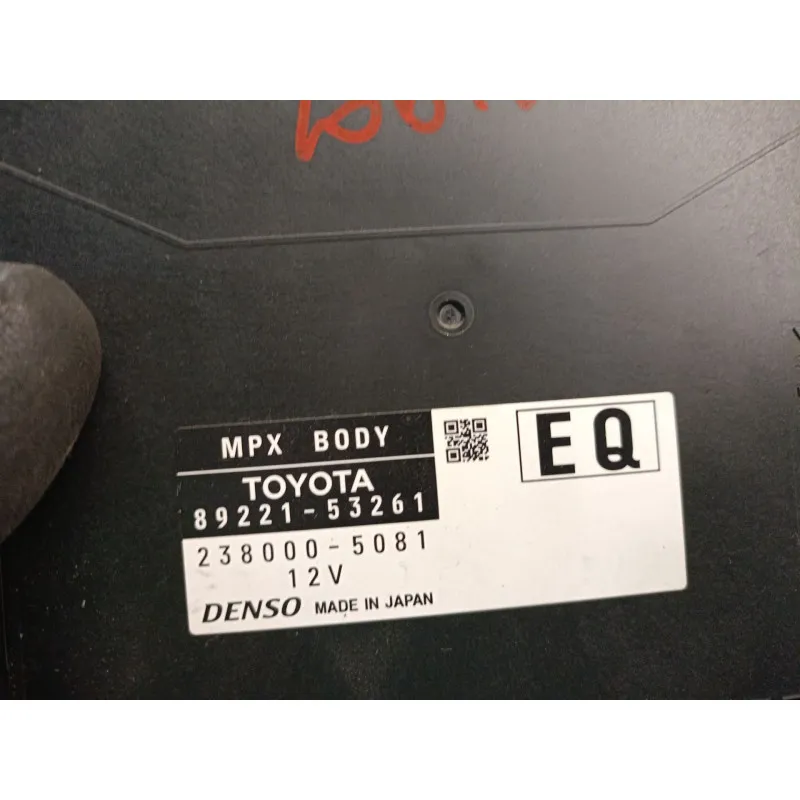 MPX BODY
TOYOTA
89221-53261
238000-5081
12V
DENSO MADE IN JAPAN
EQ